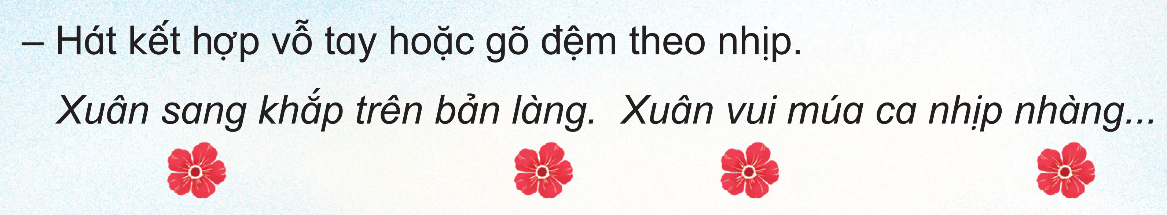 – Hát kết hợp vỗ tay hoặc gõ đệm theo nhịp.
Xuân sang khắp trên bản làng. Xuân vui múa ca nhịp nhàng...